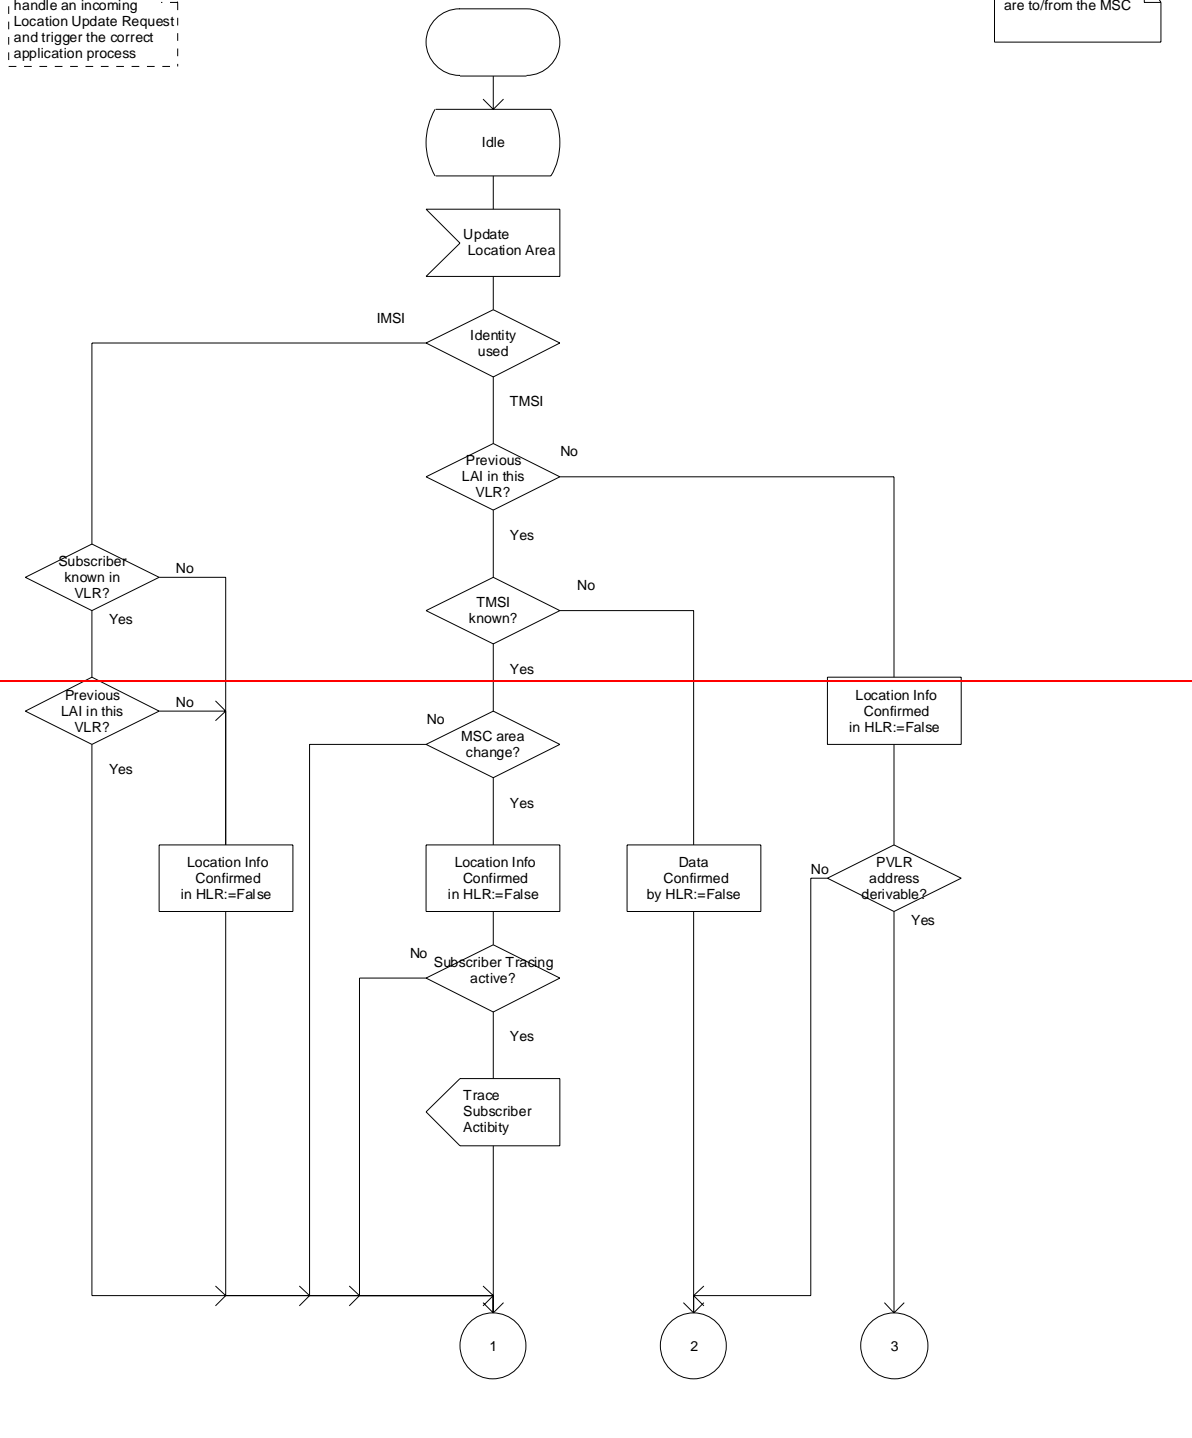 handle an incoming
Location Update Request
and trigger the correct
application process
are to/from the MSC
Idle
Update
Location Area
IMSI
Identity
used
TMSI
No
Previous
LAI in this
VLR?
Yes
Subscriber
known in
VLR?
No
Yes
No
TMSI
known?
Yes
Previous
LAI in this
VLR?
No
Yes
No
MSC area
change?
Yes
Location Info
Confirmed
in HLR:=False
Location Info
Confirmed
in HLR:=False
Location Info
Confirmed
in HLR:=False
Data
Confirmed
by HLR:=False
No
PVLR
address
derivable?
Yes
No
Subscriber Tracing
active?
Yes
Trace
Subscriber
Actibity
1
2
3